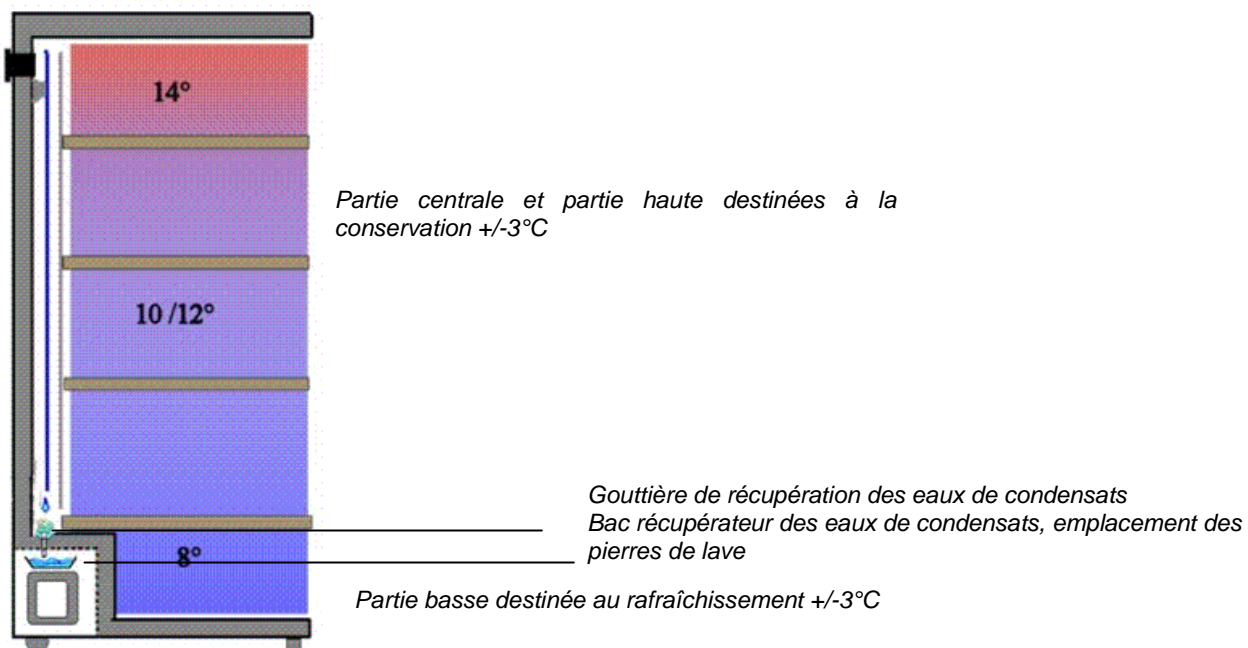 14°
Partie centrale et partie haute destinées à la
conservation +/-3°C
10 /12°
Gouttière de récupération des eaux de condensats
Bac récupérateur des eaux de condensats, emplacement des
pierres de lave
8°
Partie basse destinée au rafraîchissement +/-3°C